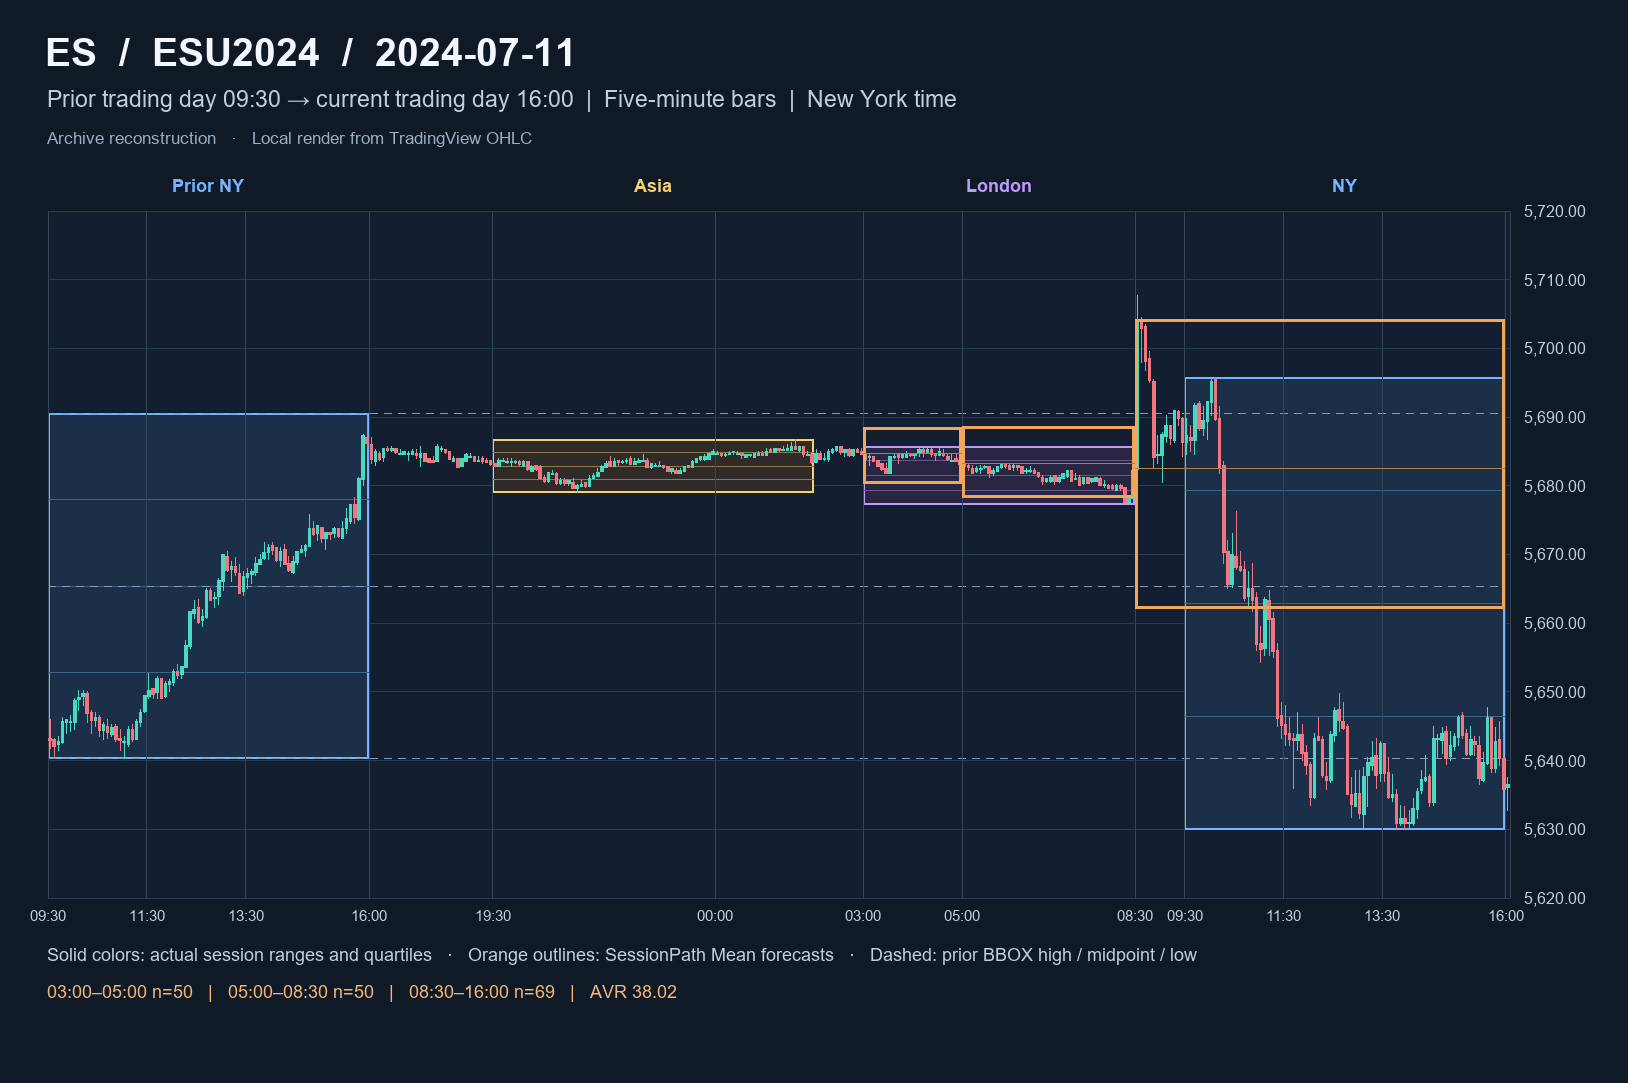 ES / ESU2024 / 2024-07-11
Prior trading day 09:30 → current trading day 16:00 | Five-minute bars | New York time
Archive reconstruction · Local render from TradingView OHLC
Prior NY Asia London NY
5,720.00
5,710.00
5,700.00
5,690.00
5,680.00
5,670.00
5,660.00
5,650.00
5,640.00
5,630.00
5,620.00
09:30 11:30 13:30 16:00 19:30 00:00 03:00 05:00 08:30 09:30 11:30 13:30 16:00
Solid colors: actual session ranges and quartiles · Orange outlines: SessionPath Mean forecasts · Dashed: prior BBOX high / midpoint / low
03:00–05:00 n=50 | 05:00–08:30 n=50 | 08:30–16:00 n=69 | AVR 38.02